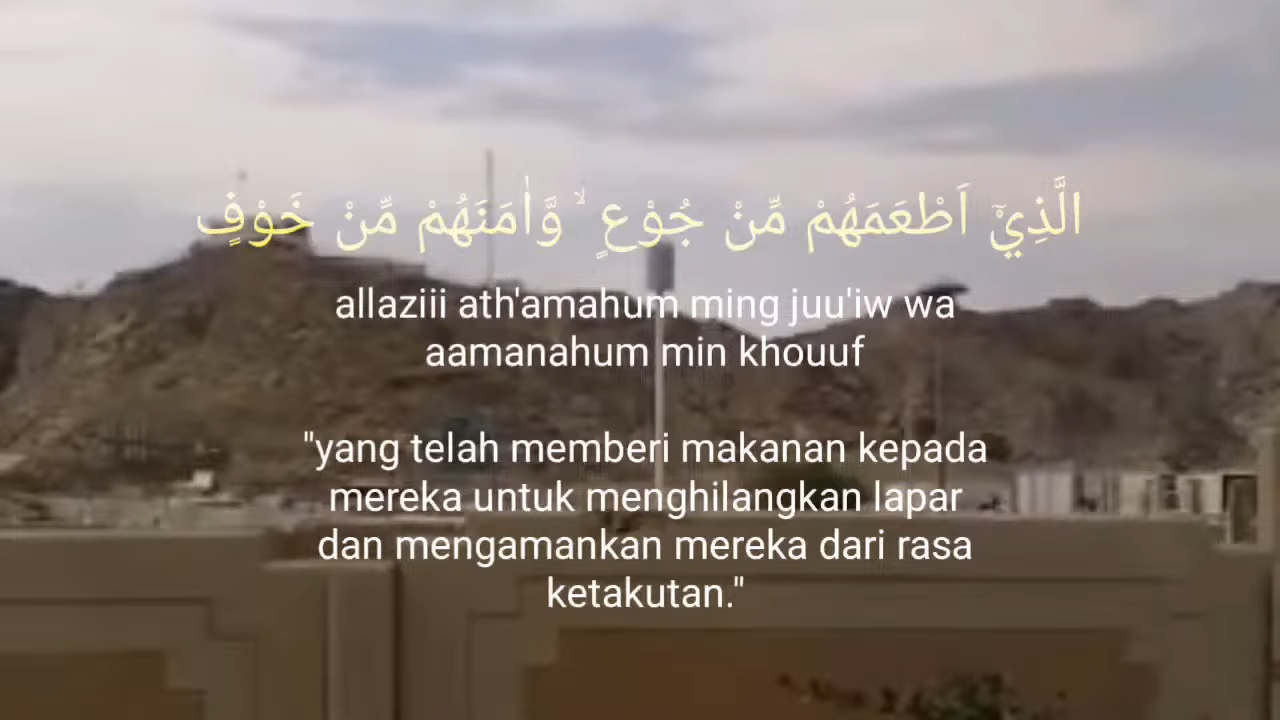 الَّذِيْٓ اَطْعَمَهُمْ مِّنْ جُوْعٍ ۙ وَّاٰمَنَهُمْ مِّنْ خَوْفٍ
allaziii ath'amahum ming juu'iw wa
aamanahum min khouuf
"yang telah memberi makanan kepada
mereka untuk menghilangkan lapar
dan mengamankan mereka dari rasa
ketakutan."